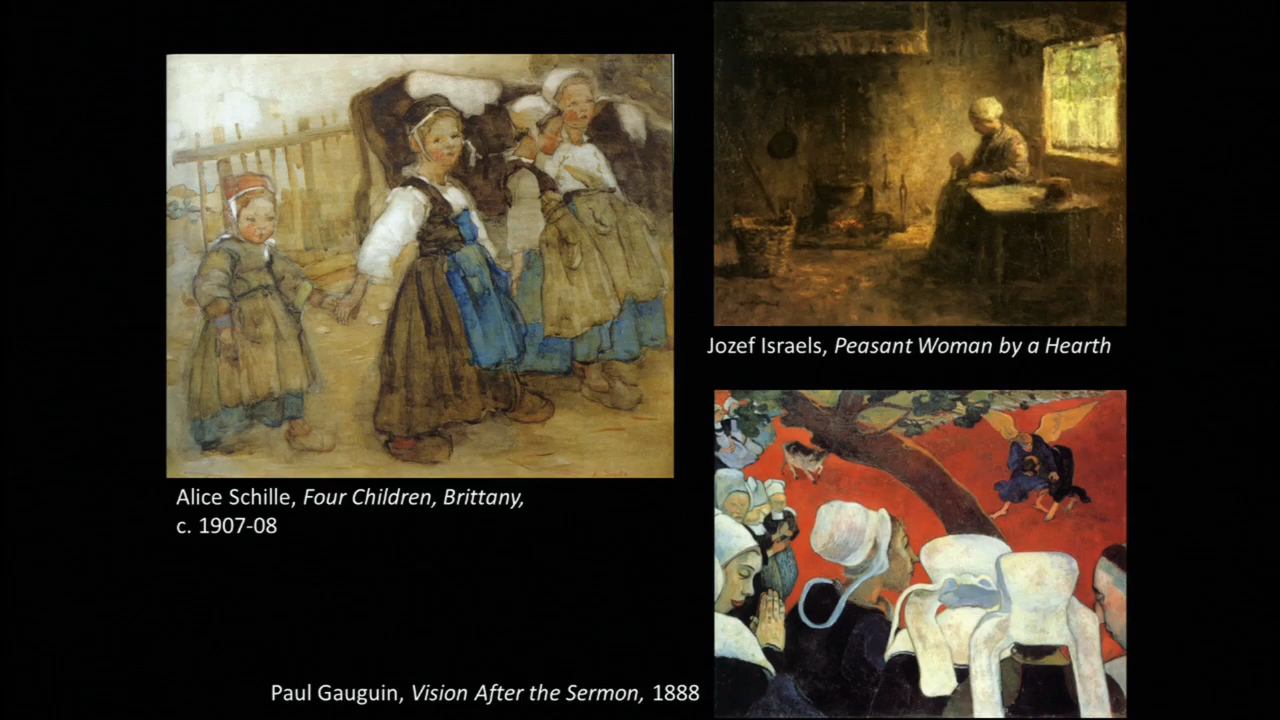 Jozef Israels, Peasant Woman by a Hearth
Alice Schille, Four Children, Brittany,
c. 1907-08
Paul Gauguin, Vision After the Sermon, 1888